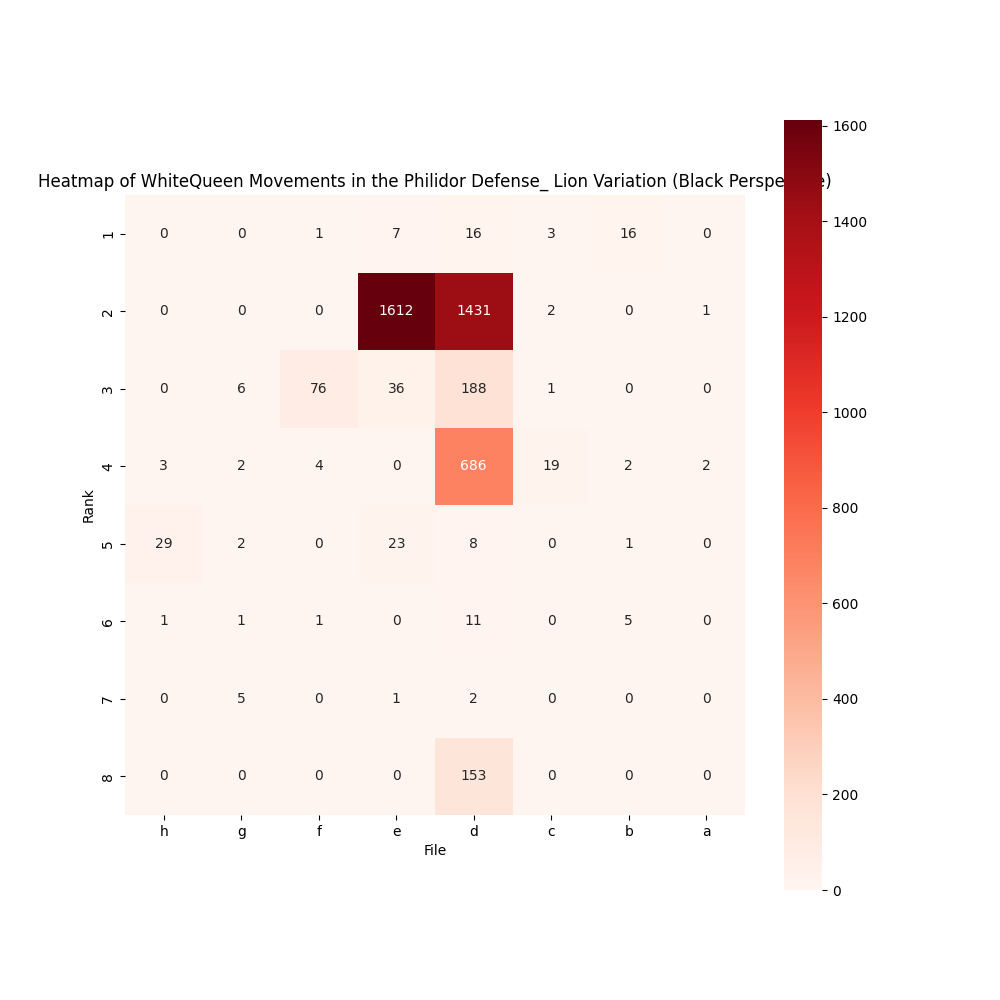 1600
Heatmap of WhiteQueen Movements in the Philidor Defense_ Lion Variation (Black Perspe e)
1 0 0 1 7 16 3 16 0
1400
2 0 0 0 1612 1431 2 0 1
1200
3 0 6 76 36 188 1 0 0
1000
4 3 2 4 0 686 19 2 2
Rank
800
5 29 2 0 23 8 0 1 0
600
6 1 1 1 0 11 0 5 0
400
7 0 5 0 1 2 0 0 0
8 0 0 0 0 153 0 0 0
200
h g f e d c b a
File
0